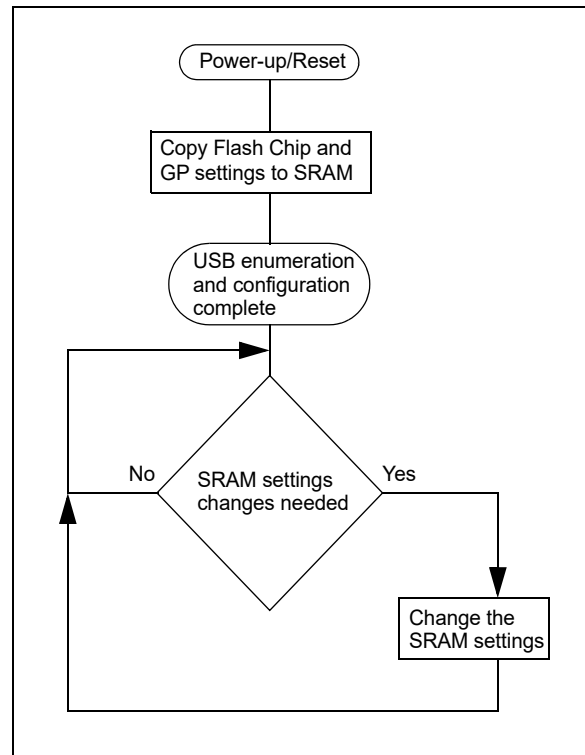 Power-up/Reset
Copy Flash Chip and
GP settings to SRAM
USB enumeration
and configuration
complete
No
SRAM settings
changes needed
Yes
Change the
SRAM settings